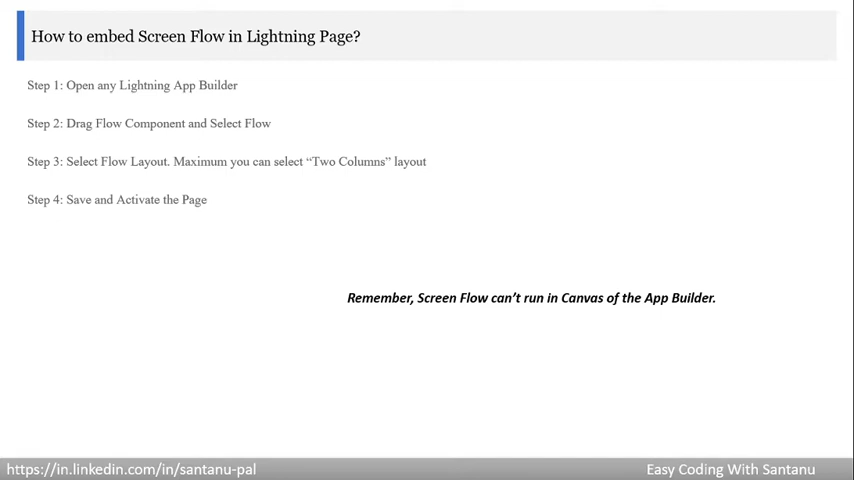 How to embed Screen Flow in Lightning Page?
Step 1: Open any Lightning App Builder
Step 2: Drag Flow Component and Select Flow
Step 3: Select Flow Layout. Maximum you can select “Two Columns” layout
Step 4: Save and Activate the Page
Remember, Screen Flow can’t run in Canvas of the App Builder.
https://in.linkedin.com/in/santanu-pal
Easy Coding With Santanu